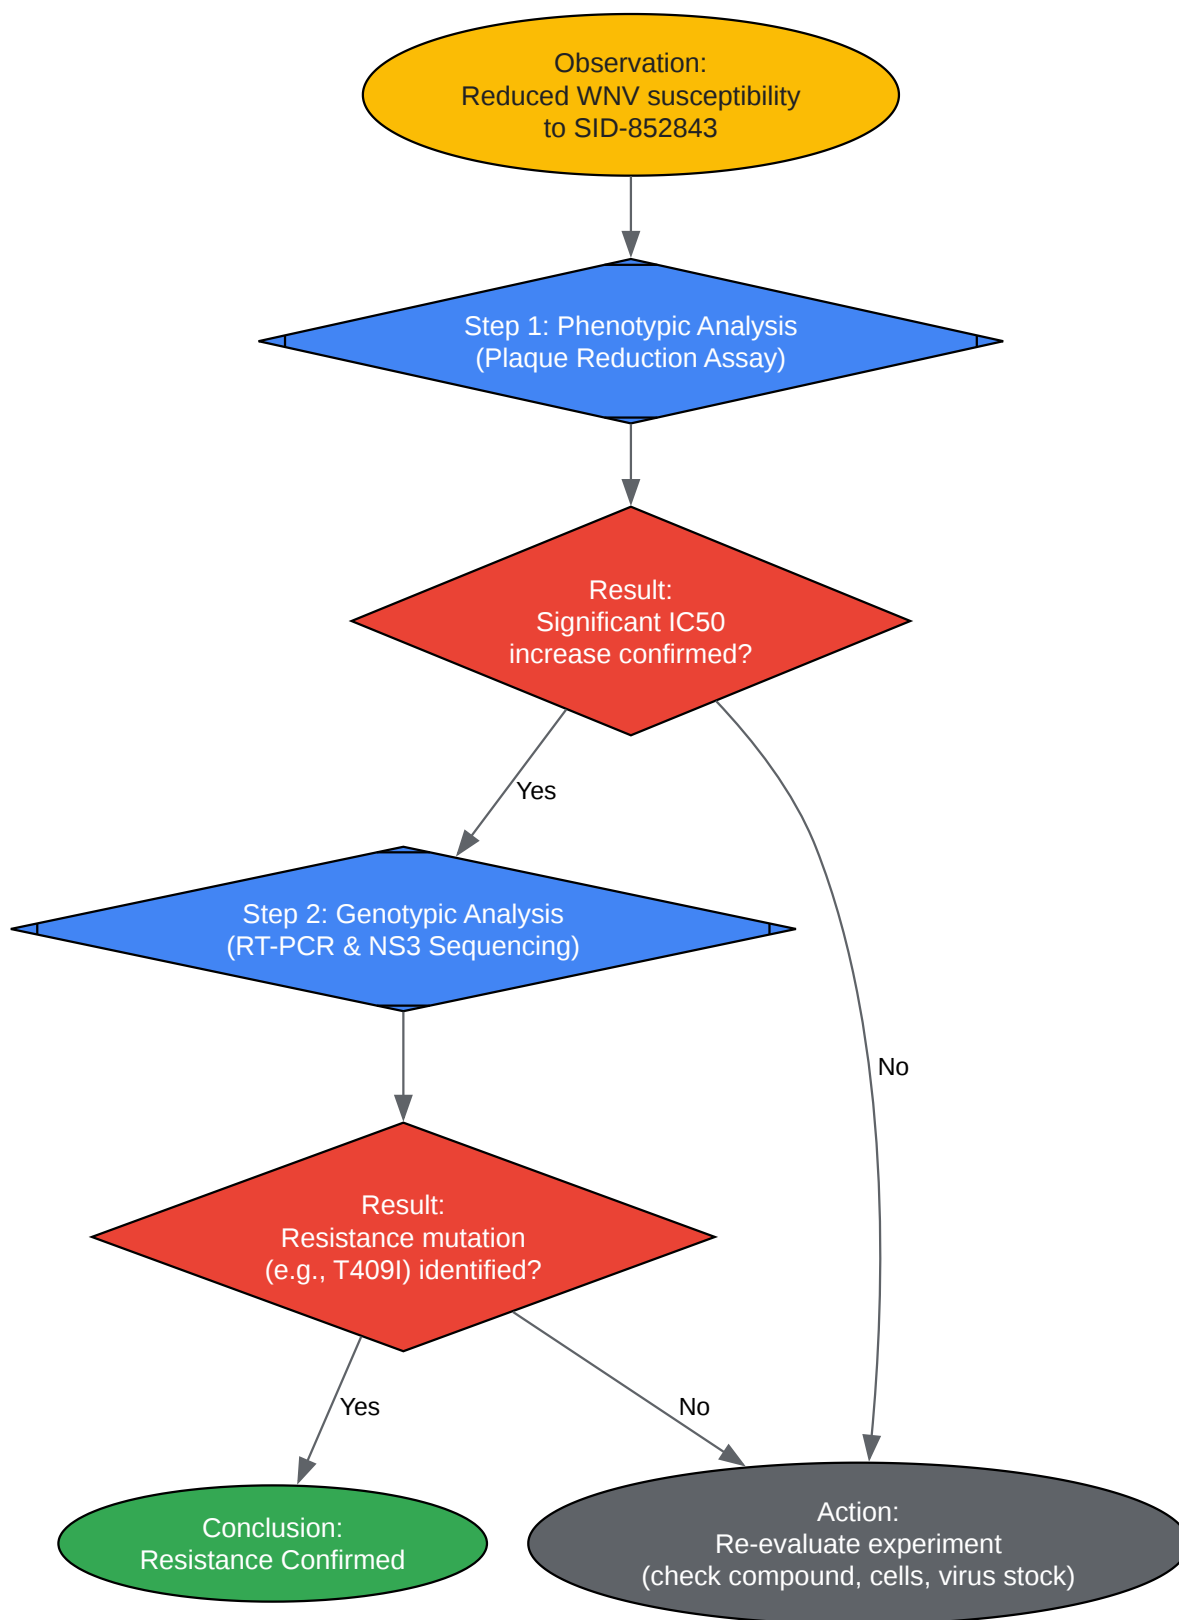 Observation:
Reduced WNV susceptibility
to SID-852843
Step 1: Phenotypic Analysis
(Plaque Reduction Assay)
Result:
Significant IC50
increase confirmed?
Yes
No
Step 2: Genotypic Analysis
(RT-PCR & NS3 Sequencing)
Result:
Resistance mutation
(e.g., T409I) identified?
Yes
No
Conclusion:
Resistance Confirmed
Action:
Re-evaluate experiment
(check compound, cells, virus stock)